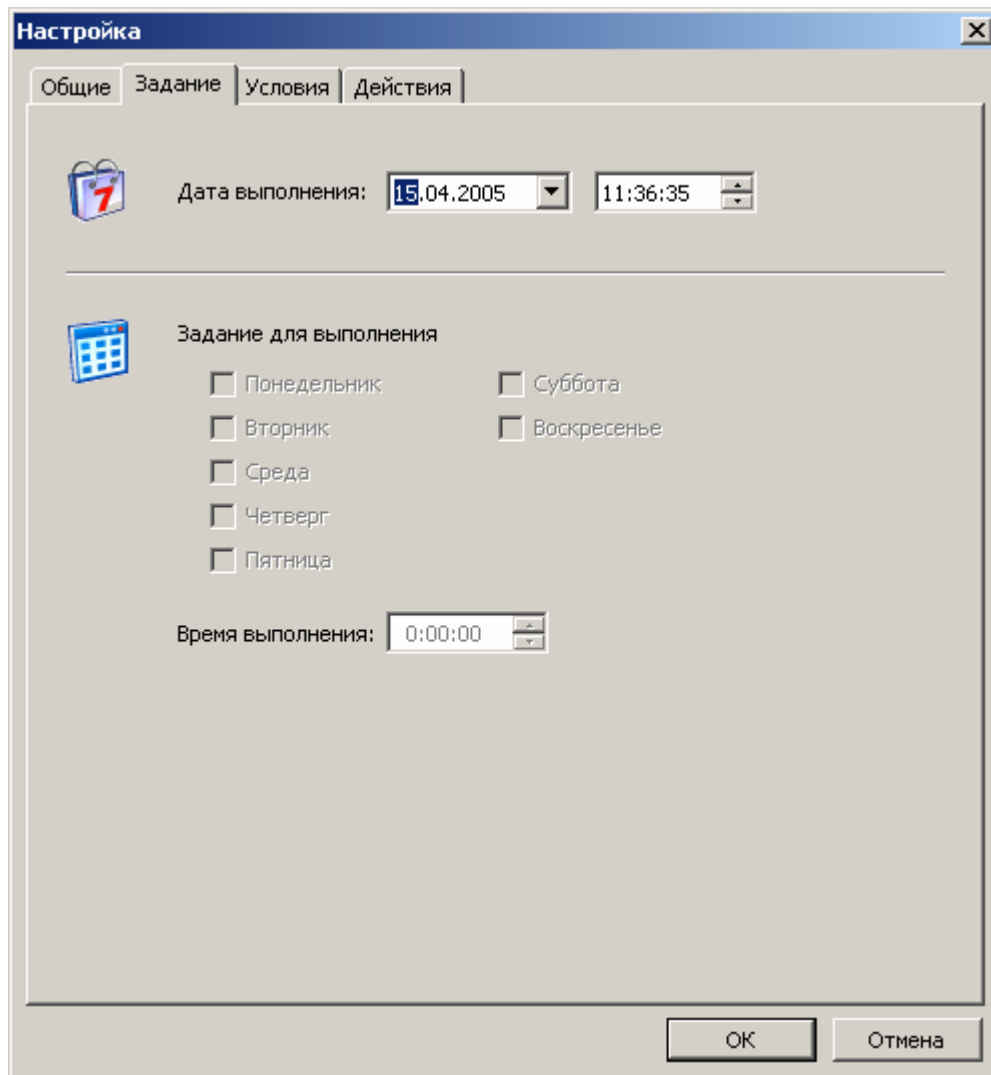 Настройка
Общие Задание Условия Действия
7
Дата выполнения: 15.04.2005 11:36:35
Задание для выполнения
Понедельник Суббота
Вторник Воскресенье
Среда
Четверг
Пятница
Время выполнения: 0:00:00
OK Отмена